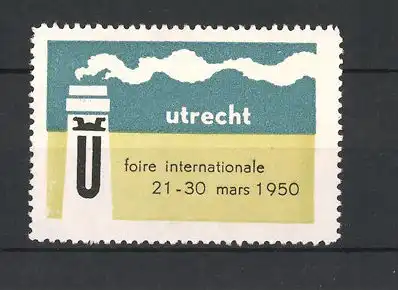 utrecht
U
foire internationale
21-30 mars 1950